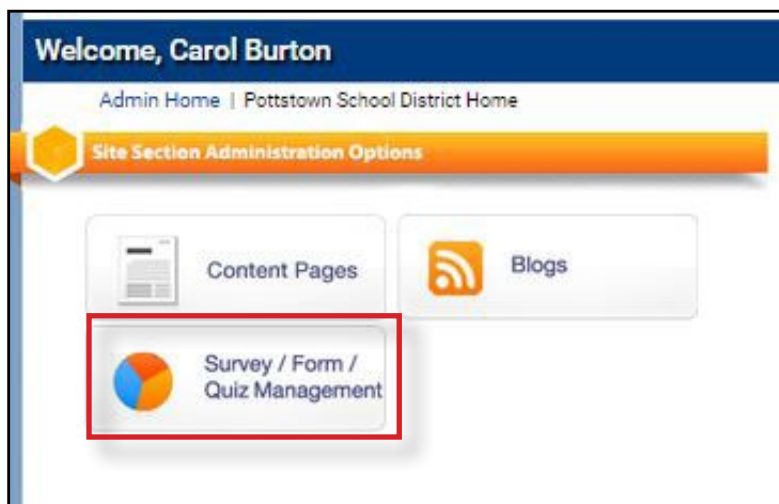 Welcome, Carol Burton
Admin Home | Pottstown School District Home
Site Section Administration Options
Content Pages
Blogs
Survey / Form /
Quiz Management